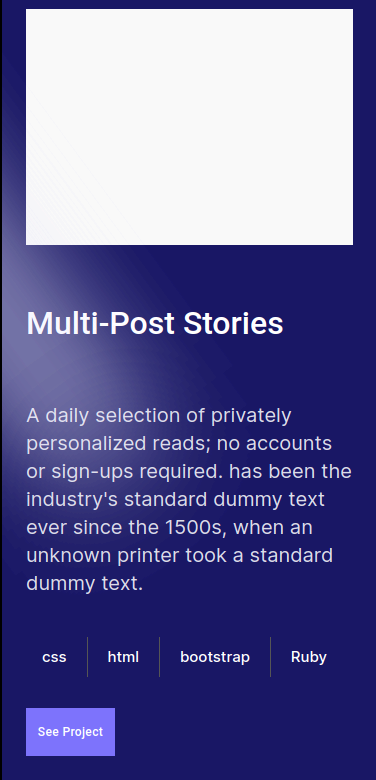 Multi-Post Stories
A daily selection of privately
personalized reads; no accounts
or sign-ups required. has been the
industry's standard dummy text
ever since the 1500s, when an
unknown printer took a standard
dummy text.
css html bootstrap Ruby
See Project